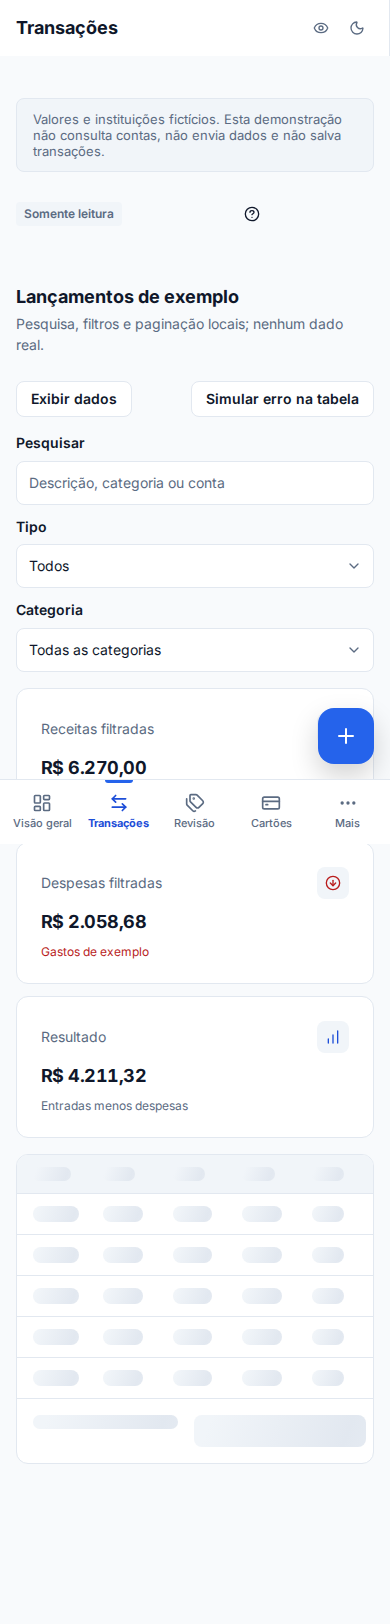 Transações
Valores e instituições fictícios. Esta demonstração
não consulta contas, não envia dados e não salva
transações.
Somente leitura
Lançamentos de exemplo
Pesquisa, filtros e paginação locais; nenhum dado
real.
Exibir dados
Simular erro na tabela
Pesquisar
Descrição, categoria ou conta
Tipo
Todos
Categoria
Todas as categorias
Receitas filtradas
R$ 6.270,00
Visão geral
Transações
Revisão
Cartões
Mais
Despesas filtradas
R$ 2.058,68
Gastos de exemplo
Resultado
R$ 4.211,32
Entradas menos despesas